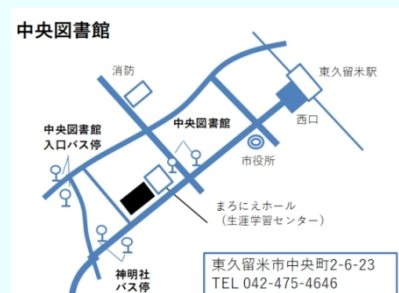 中央図書館
消防
東久留米駅
中央図書館
西口
中央図書館
入口バス停
市役所
まろにえホール
（生涯学習センター）
神明社
バス停
東久留米市中央町2-6-23
TEL 042-475-4646